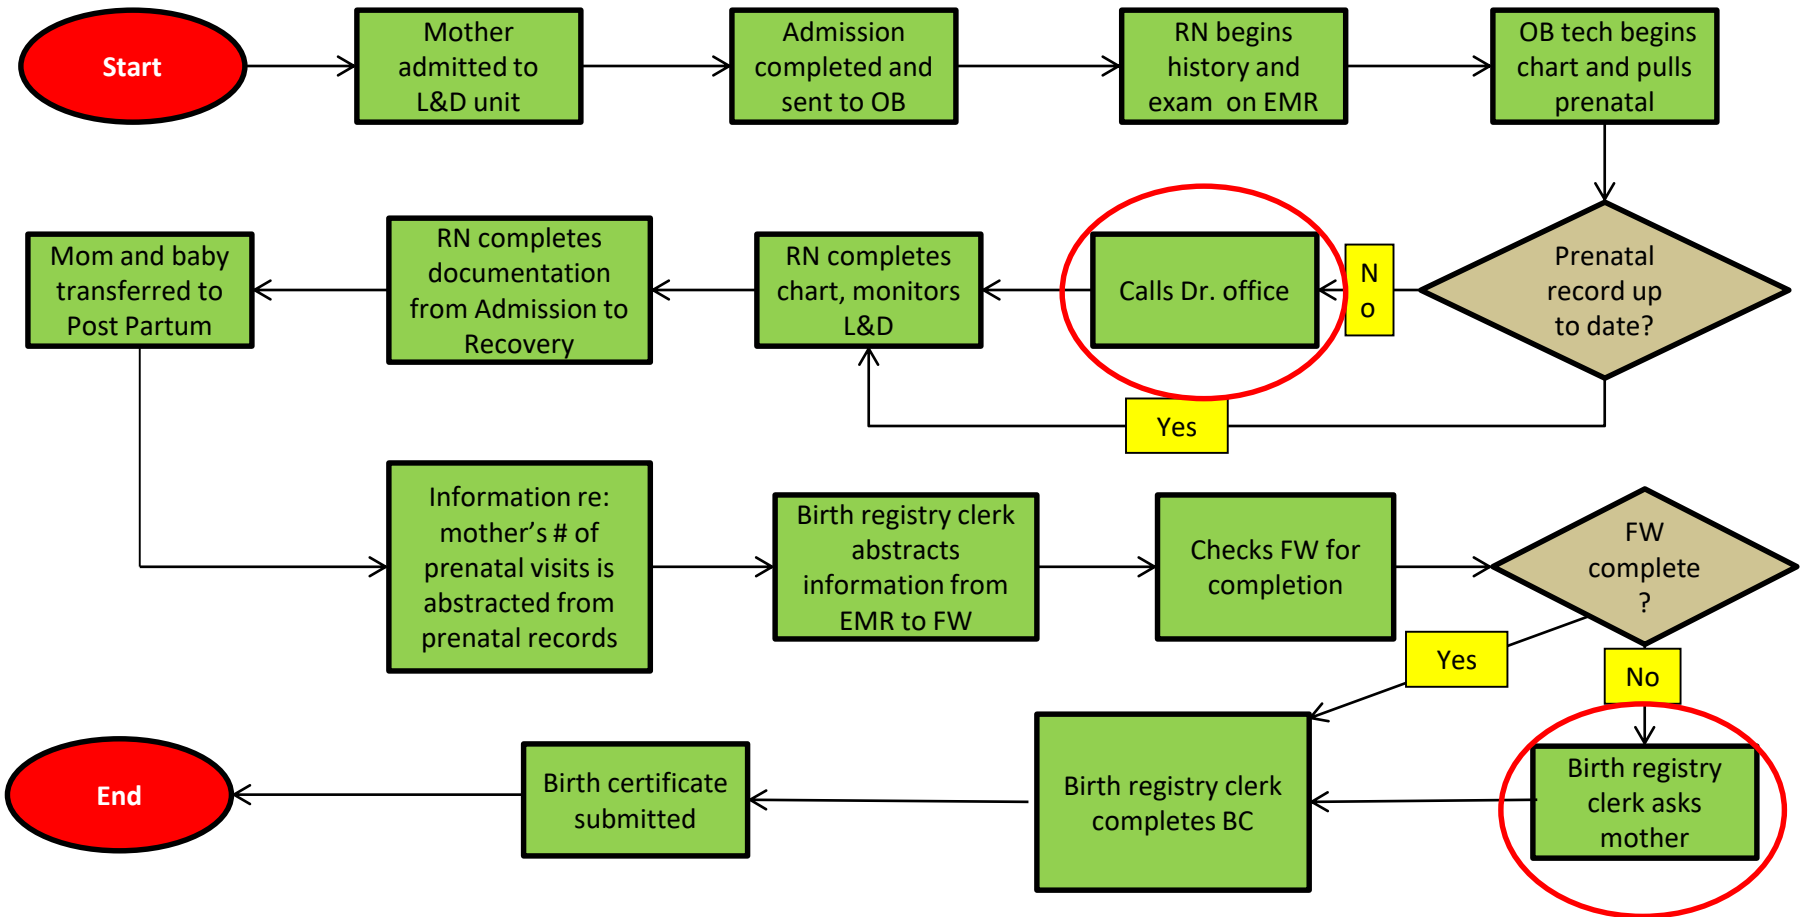 Start
Mother
admitted to
L&D unit
Admission
completed and
sent to OB
RN begins
history and
exam on EMR
OB tech begins
chart and pulls
prenatal
Prenatal
record up
to date?
N
o
Calls Dr. office
RN completes
chart, monitors
L&D
RN completes
documentation
from Admission to
Recovery
Mom and baby
transferred to
Post Partum
Yes
Information re:
mother’s # of
prenatal visits is
abstracted from
prenatal records
Birth registry clerk
abstracts
information from
EMR to FW
Checks FW for
completion
FW
complete
?
Yes
No
Birth registry
clerk asks
mother
Birth registry clerk
completes BC
Birth certificate
submitted
End